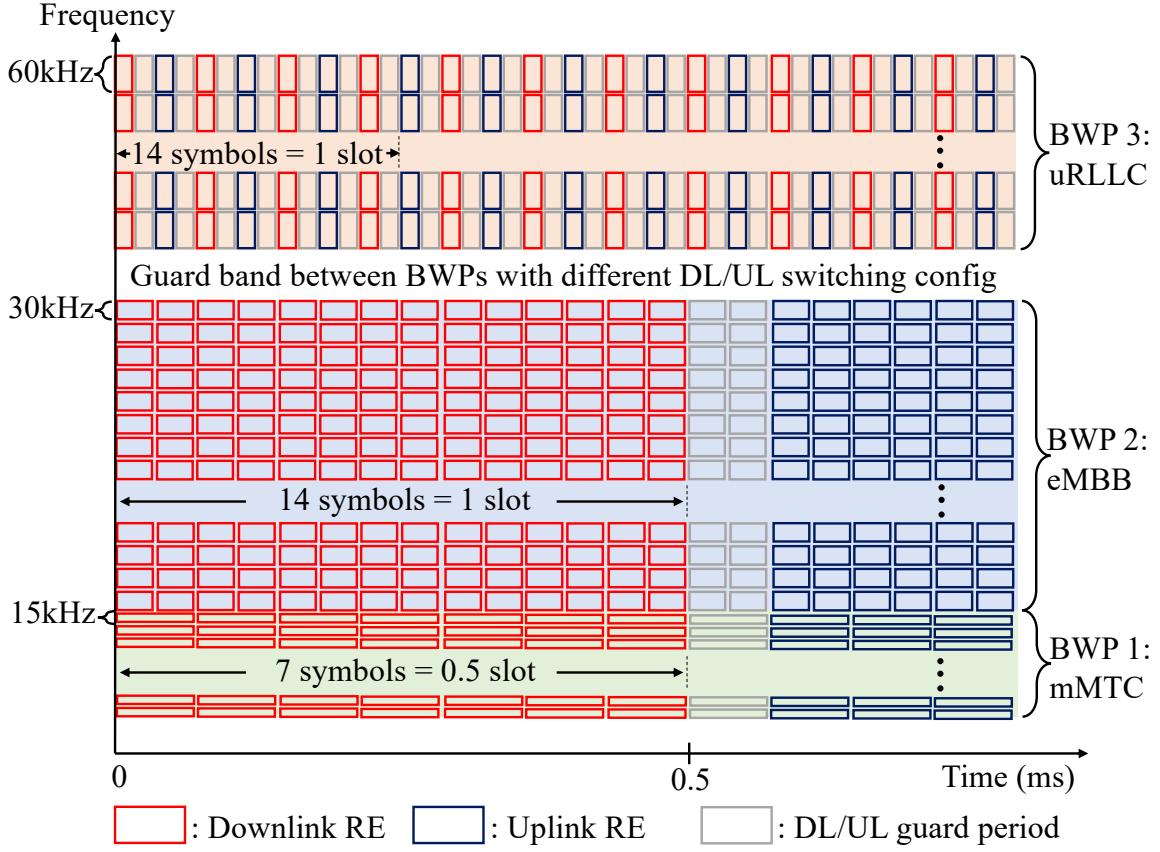 Frequency
60kHz
14 symbols = 1 slot
BWP 3:
uRLLC
Guard band between BWPs with different DL/UL switching config
30kHz
14 symbols = 1 slot
BWP 2:
eMBB
15kHz
7 symbols = 0.5 slot
BWP 1:
mMTC
0
0.5
Time (ms)
: Downlink RE
: Uplink RE
: DL/UL guard period